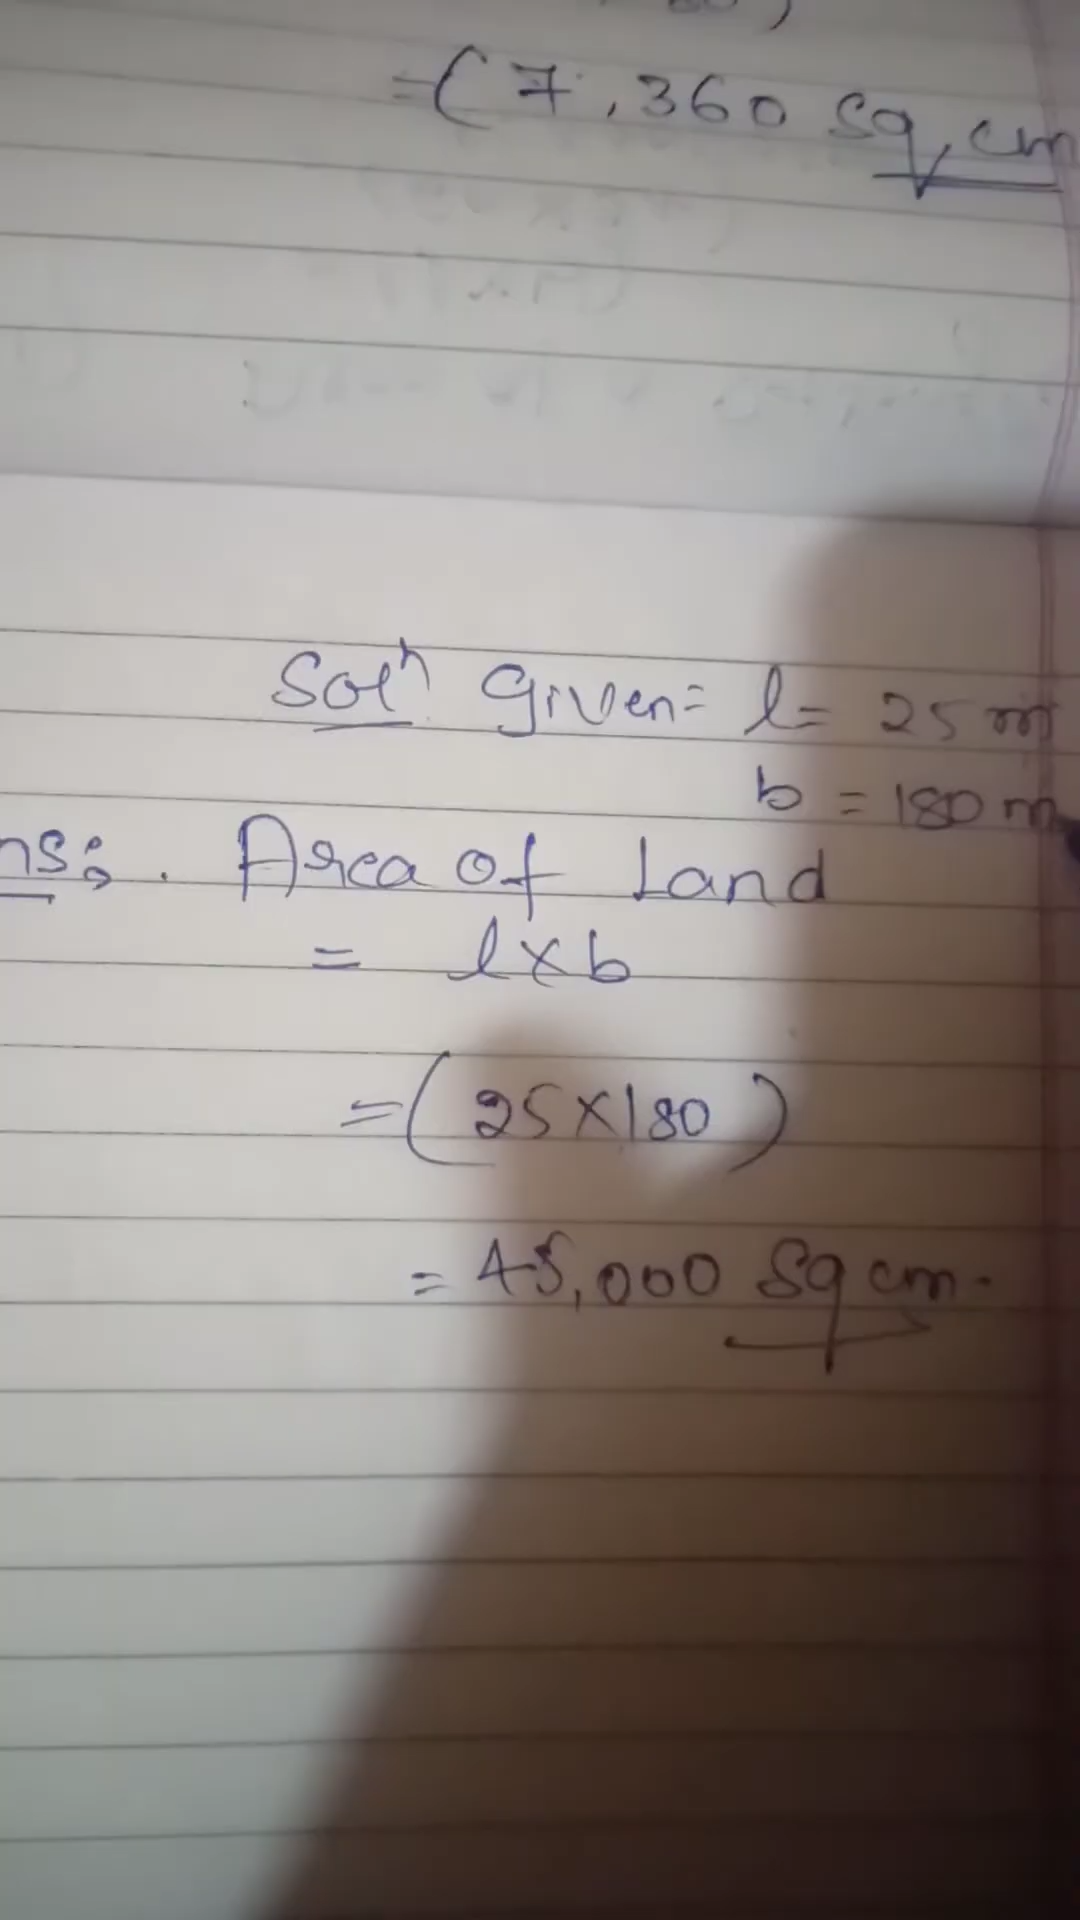 =(7,360 Sq cm
Solⁿ Given= l= 25 m
b = 180 m
ns: . Area of Land
= l×b
=(25×180)
= 45,000 Sq cm.